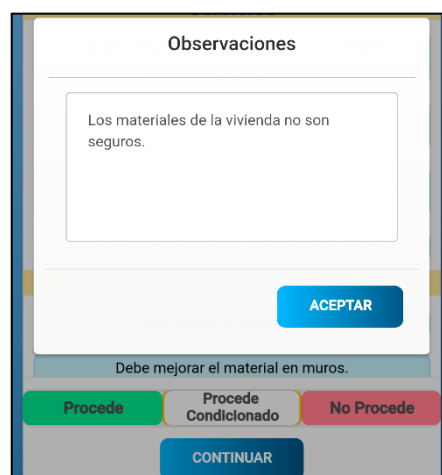 Observaciones
Los materiales de la vivienda no son
seguros.
ACEPTAR
Debe mejorar el material en muros.
Procede
Procede
Condicionado
No Procede
CONTINUAR